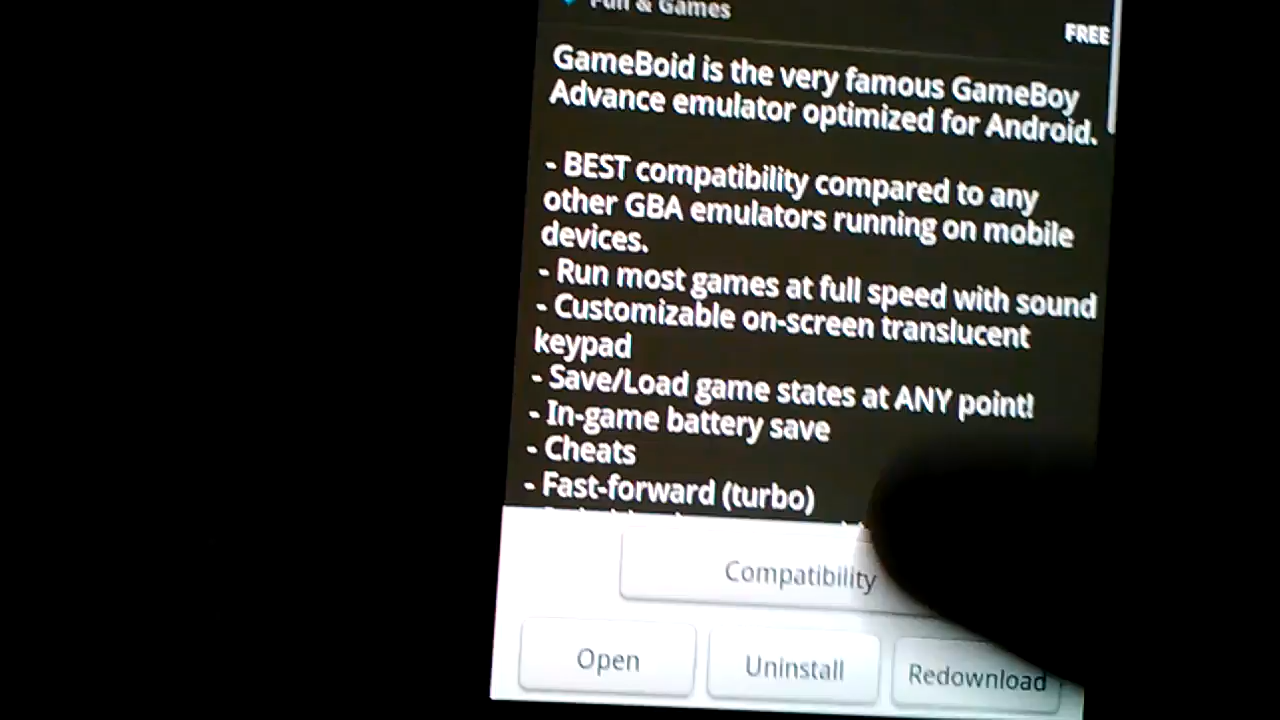 Fun & Games
FREE
GameBoid is the very famous GameBoy
Advance emulator optimized for Android.
- BEST compatibility compared to any
other GBA emulators running on mobile
devices.
- Run most games at full speed with sound
- Customizable on-screen translucent
keypad
- Save/Load game states at ANY point!
- In-game battery save
- Cheats
- Fast-forward (turbo)
Compatibility
Open
Uninstall
Redownload